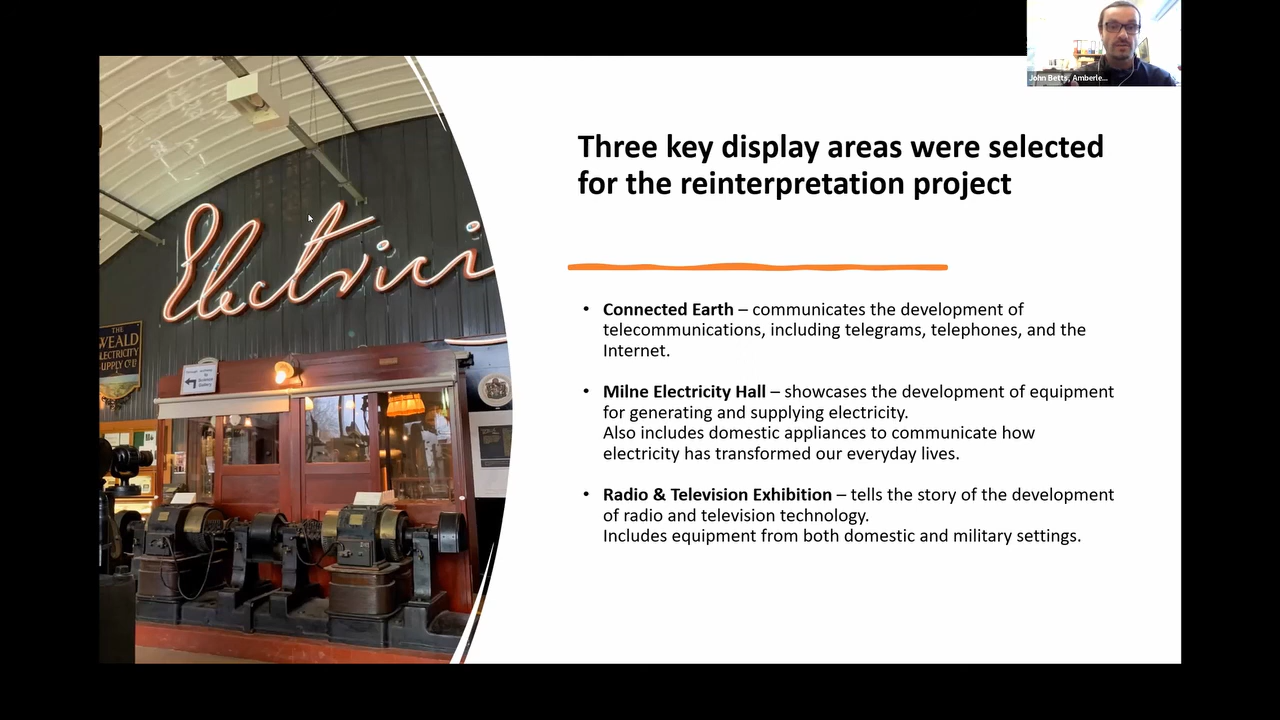 John Betts, Amberle...
Three key display areas were selected
for the reinterpretation project
• Connected Earth – communicates the development of
telecommunications, including telegrams, telephones, and the
Internet.
• Milne Electricity Hall – showcases the development of equipment
for generating and supplying electricity.
Also includes domestic appliances to communicate how
electricity has transformed our everyday lives.
• Radio & Television Exhibition – tells the story of the development
of radio and television technology.
Includes equipment from both domestic and military settings.
Electrici
THE
WEALD
ELECTRICITY
SUPPLY CO LTD